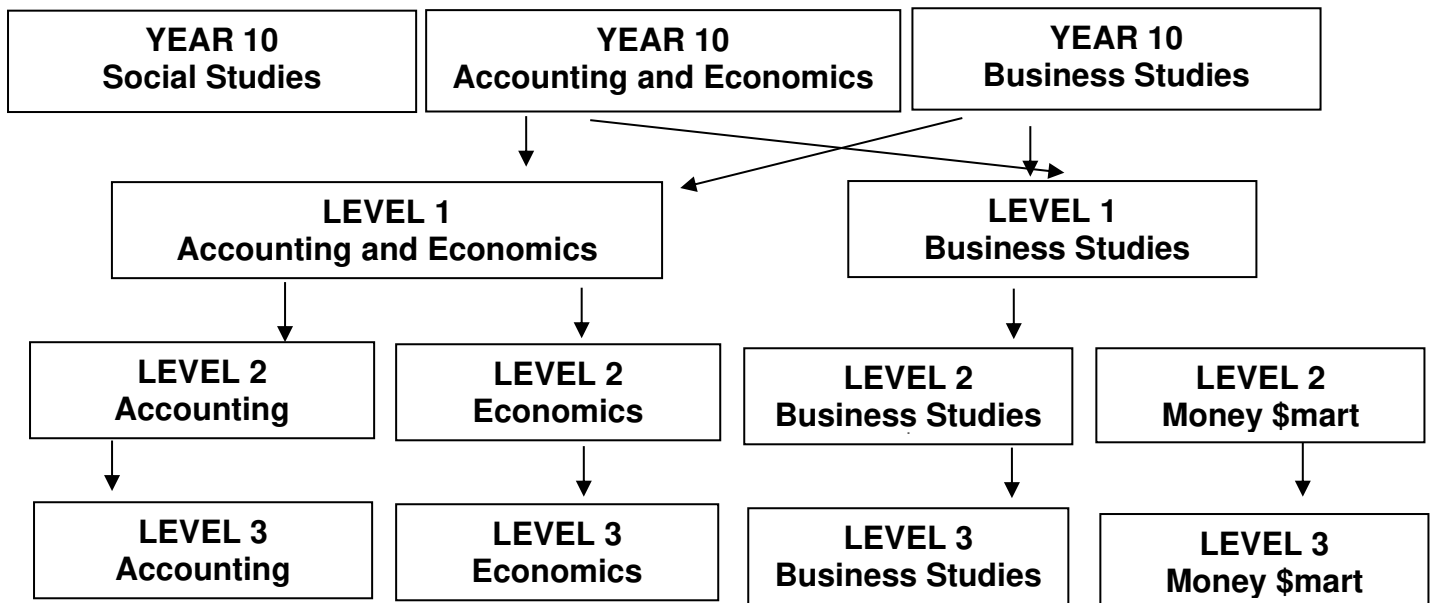 YEAR 10
Social Studies
YEAR 10
Accounting and Economics
YEAR 10
Business Studies
LEVEL 1
Accounting and Economics
LEVEL 1
Business Studies
LEVEL 2
Accounting
LEVEL 2
Economics
LEVEL 2
Business Studies
LEVEL 2
Money $mart
LEVEL 3
Accounting
LEVEL 3
Economics
LEVEL 3
Business Studies
LEVEL 3
Money $mart